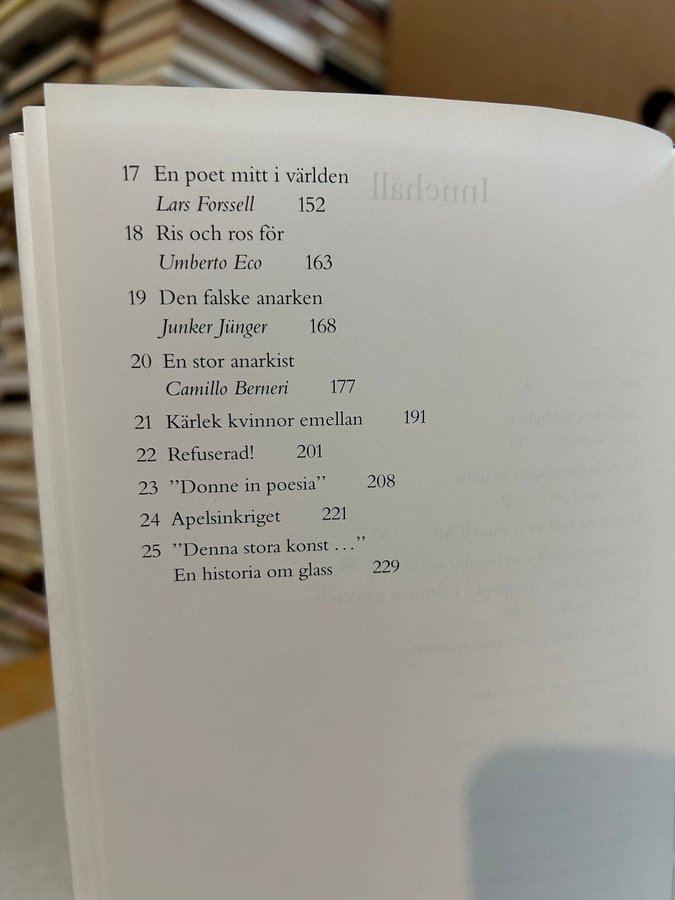 Innehåll
17 En poet mitt i världen
Lars Forssell 152
18 Ris och ros för
Umberto Eco 163
19 Den falske anarken
Junker Jünger 168
20 En stor anarkist
Camillo Berneri 177
21 Kärlek kvinnor emellan 191
22 Refuserad! 201
23 ”Donne in poesia” 208
24 Apelsinkriget 221
25 ”Denna stora konst ...”
En historia om glass 229